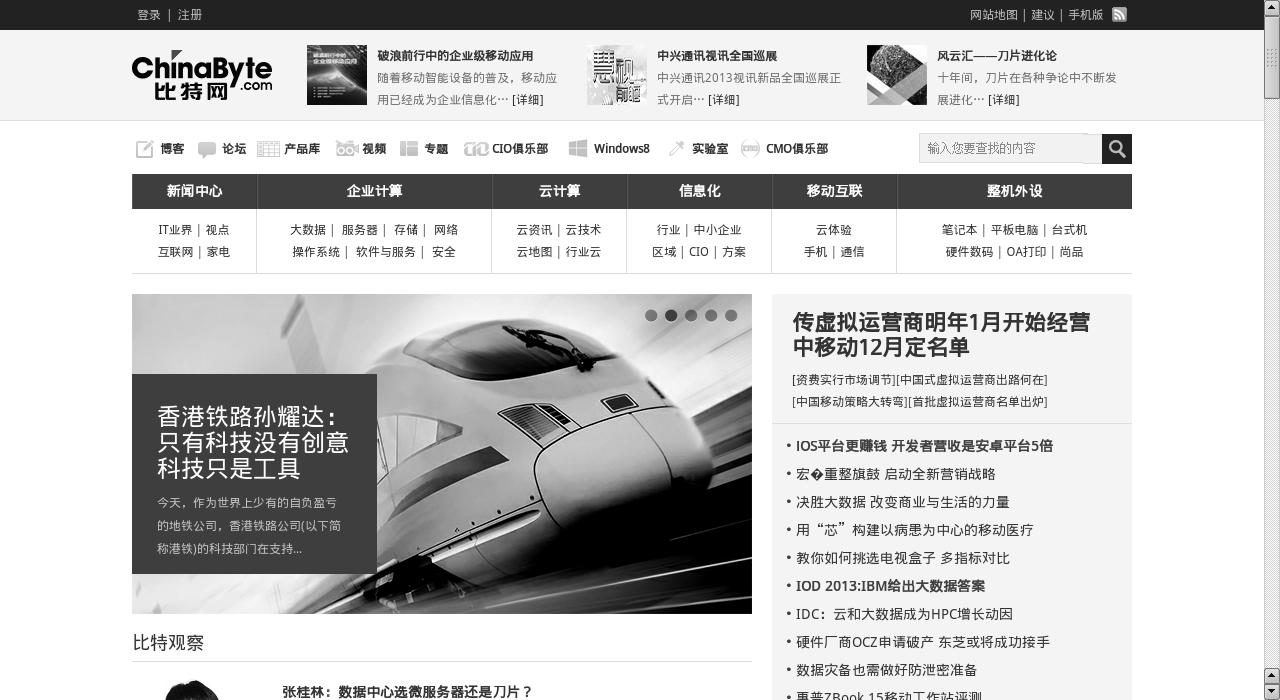 登录 | 注册
网站地图 | 建议 | 手机版
ChinaByte
比特网.com
破浪前行中的企业级移动应用
随着移动智能设备的普及，移动应
用已经成为企业信息化… [详细]
中兴通讯视讯全国巡展
中兴通讯2013视讯新品全国巡展正
式开启… [详细]
风云汇——刀片进化论
十年间，刀片在各种争论中不断发
展进化… [详细]
博客 论坛 产品库 视频 专题 CIO俱乐部 Windows8 实验室 CMO俱乐部
输入您要查找的内容
新闻中心 企业计算 云计算 信息化 移动互联 整机外设
IT业界 | 视点
互联网 | 家电
大数据 | 服务器 | 存储 | 网络
操作系统 | 软件与服务 | 安全
云资讯 | 云技术
云地图 | 行业云
行业 | 中小企业
区域 | CIO | 方案
云体验
手机 | 通信
笔记本 | 平板电脑 | 台式机
硬件数码 | OA打印 | 尚品
香港铁路孙耀达：
只有科技没有创意
科技只是工具
今天，作为世界上少有的自负盈亏
的地铁公司，香港铁路公司(以下简
称港铁)的科技部门在支持...
比特观察
张桂林：数据中心选微服务器还是刀片？
传虚拟运营商明年1月开始经营
中移动12月定名单
[资费实行市场调节][中国式虚拟运营商出路何在]
[中国移动策略大转弯][首批虚拟运营商名单出炉]
• IOS平台更赚钱 开发者营收是安卓平台5倍
• 宏�重整旗鼓 启动全新营销战略
• 决胜大数据 改变商业与生活的力量
• 用“芯”构建以病患为中心的移动医疗
• 教你如何挑选电视盒子 多指标对比
• IOD 2013:IBM给出大数据答案
• IDC：云和大数据成为HPC增长动因
• 硬件厂商OCZ申请破产 东芝或将成功接手
• 数据灾备也需做好防泄密准备
• 惠普ZBook 15移动工作站评测